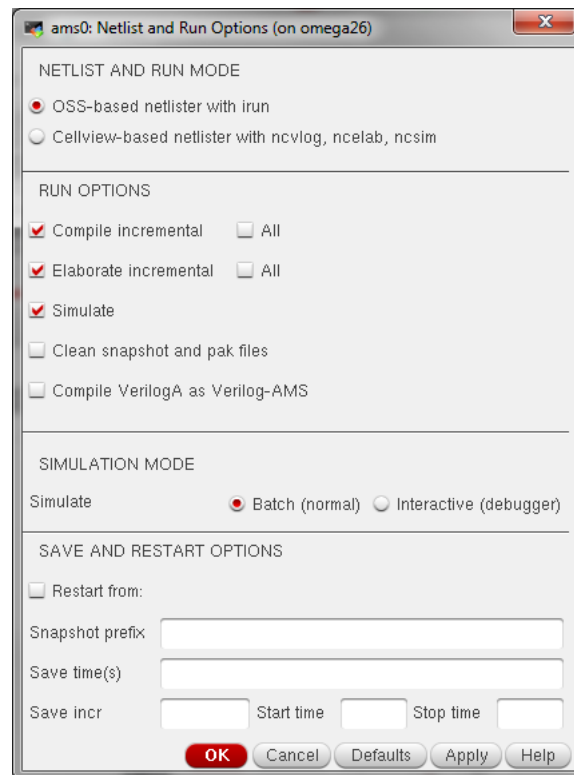 ams0: Netlist and Run Options (on omega26)
NETLIST AND RUN MODE
OSS-based netlister with irun
Cellview-based netlister with ncvlog, ncelab, ncsim
RUN OPTIONS
Compile incremental All
Elaborate incremental All
Simulate
Clean snapshot and pak files
Compile VerilogA as Verilog-AMS
SIMULATION MODE
Simulate Batch (normal) Interactive (debugger)
SAVE AND RESTART OPTIONS
Restart from:
Snapshot prefix
Save time(s)
Save incr Start time Stop time
OK Cancel Defaults Apply Help